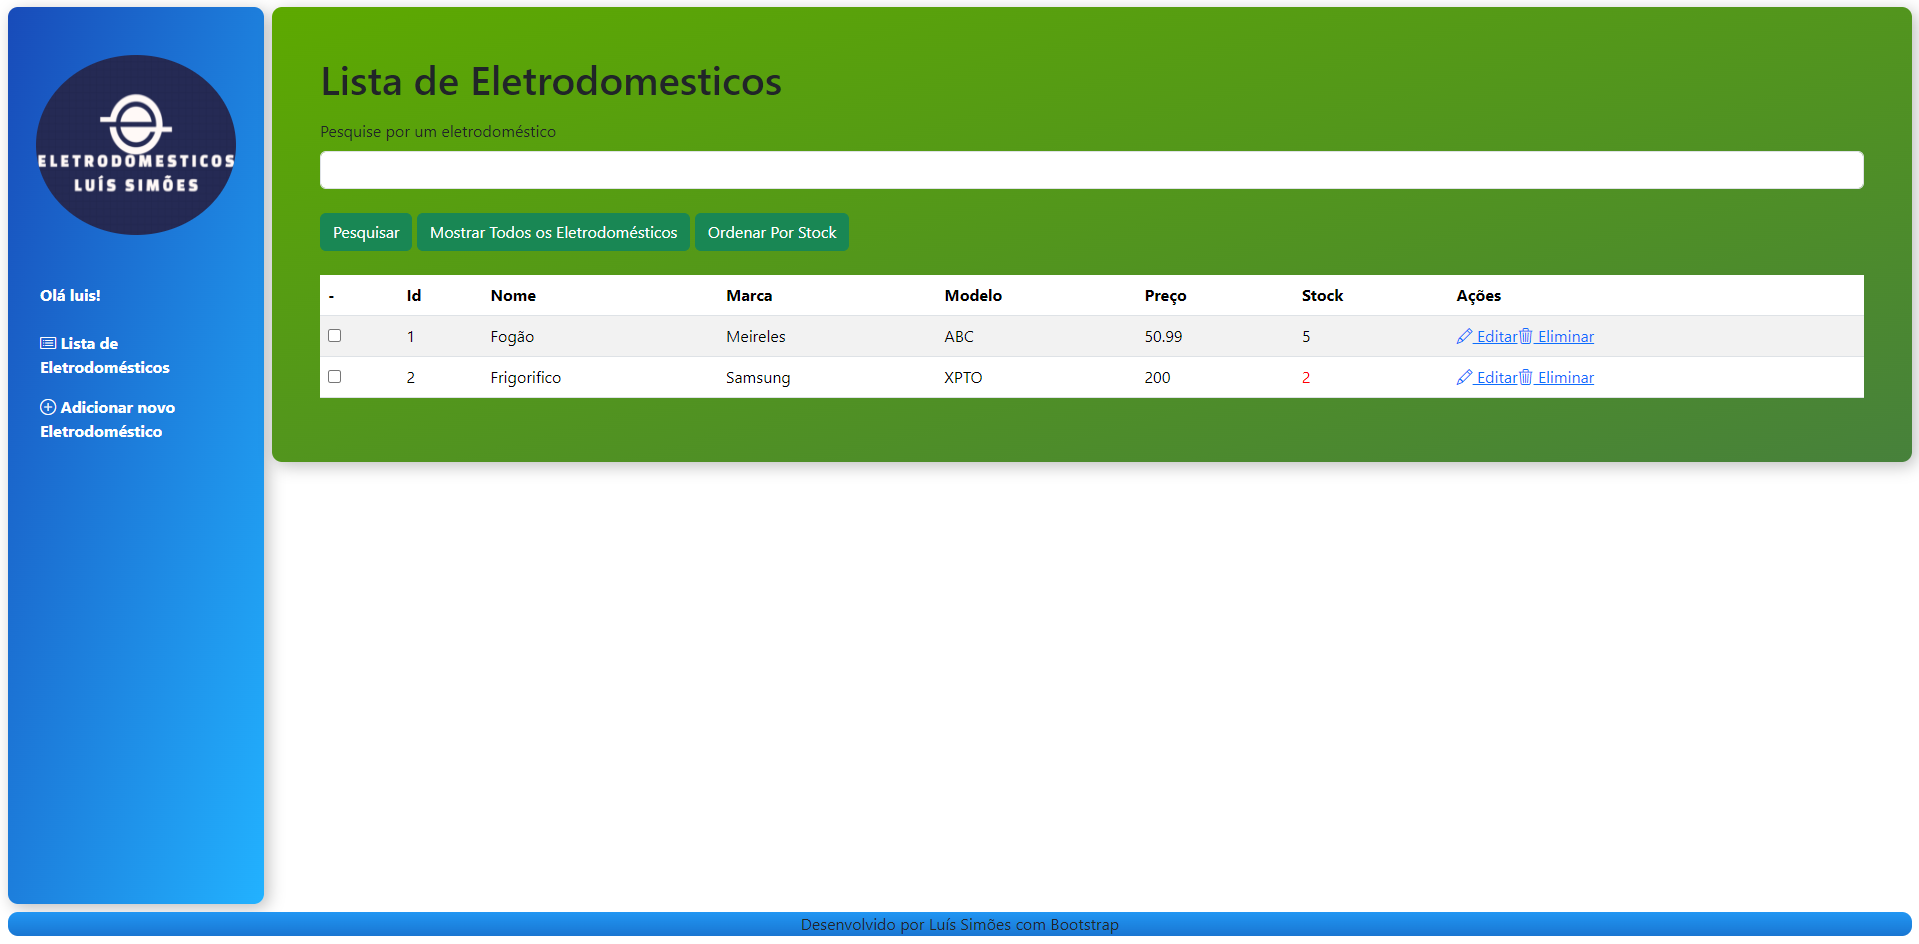 ELETRODOMESTICOS
LUÍS SIMÕES
Olá luis!
Lista de
Eletrodomésticos
Adicionar novo
Eletrodoméstico
Lista de Eletrodomesticos
Pesquise por um eletrodoméstico
Pesquisar Mostrar Todos os Eletrodomésticos Ordenar Por Stock
- Id Nome Marca Modelo Preço Stock Ações
1 Fogão Meireles ABC 50.99 5 Editar Eliminar
2 Frigorifico Samsung XPTO 200 2 Editar Eliminar
Desenvolvido por Luís Simões com Bootstrap